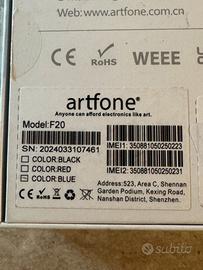 Web:www.artfone.com.cn
CE RoHS WEEE
artfone®
Anyone can afford electronics like art.
Model:F20
SN: 2024033107461
COLOR:BLACK
COLOR:RED
COLOR:BLUE
IMEI1: 350881050250223
IMEI2: 350881050250231
Address:523, Area C, Shennan
Garden Podium, Kexing Road,
Nanshan District, Shenzhen.
subito